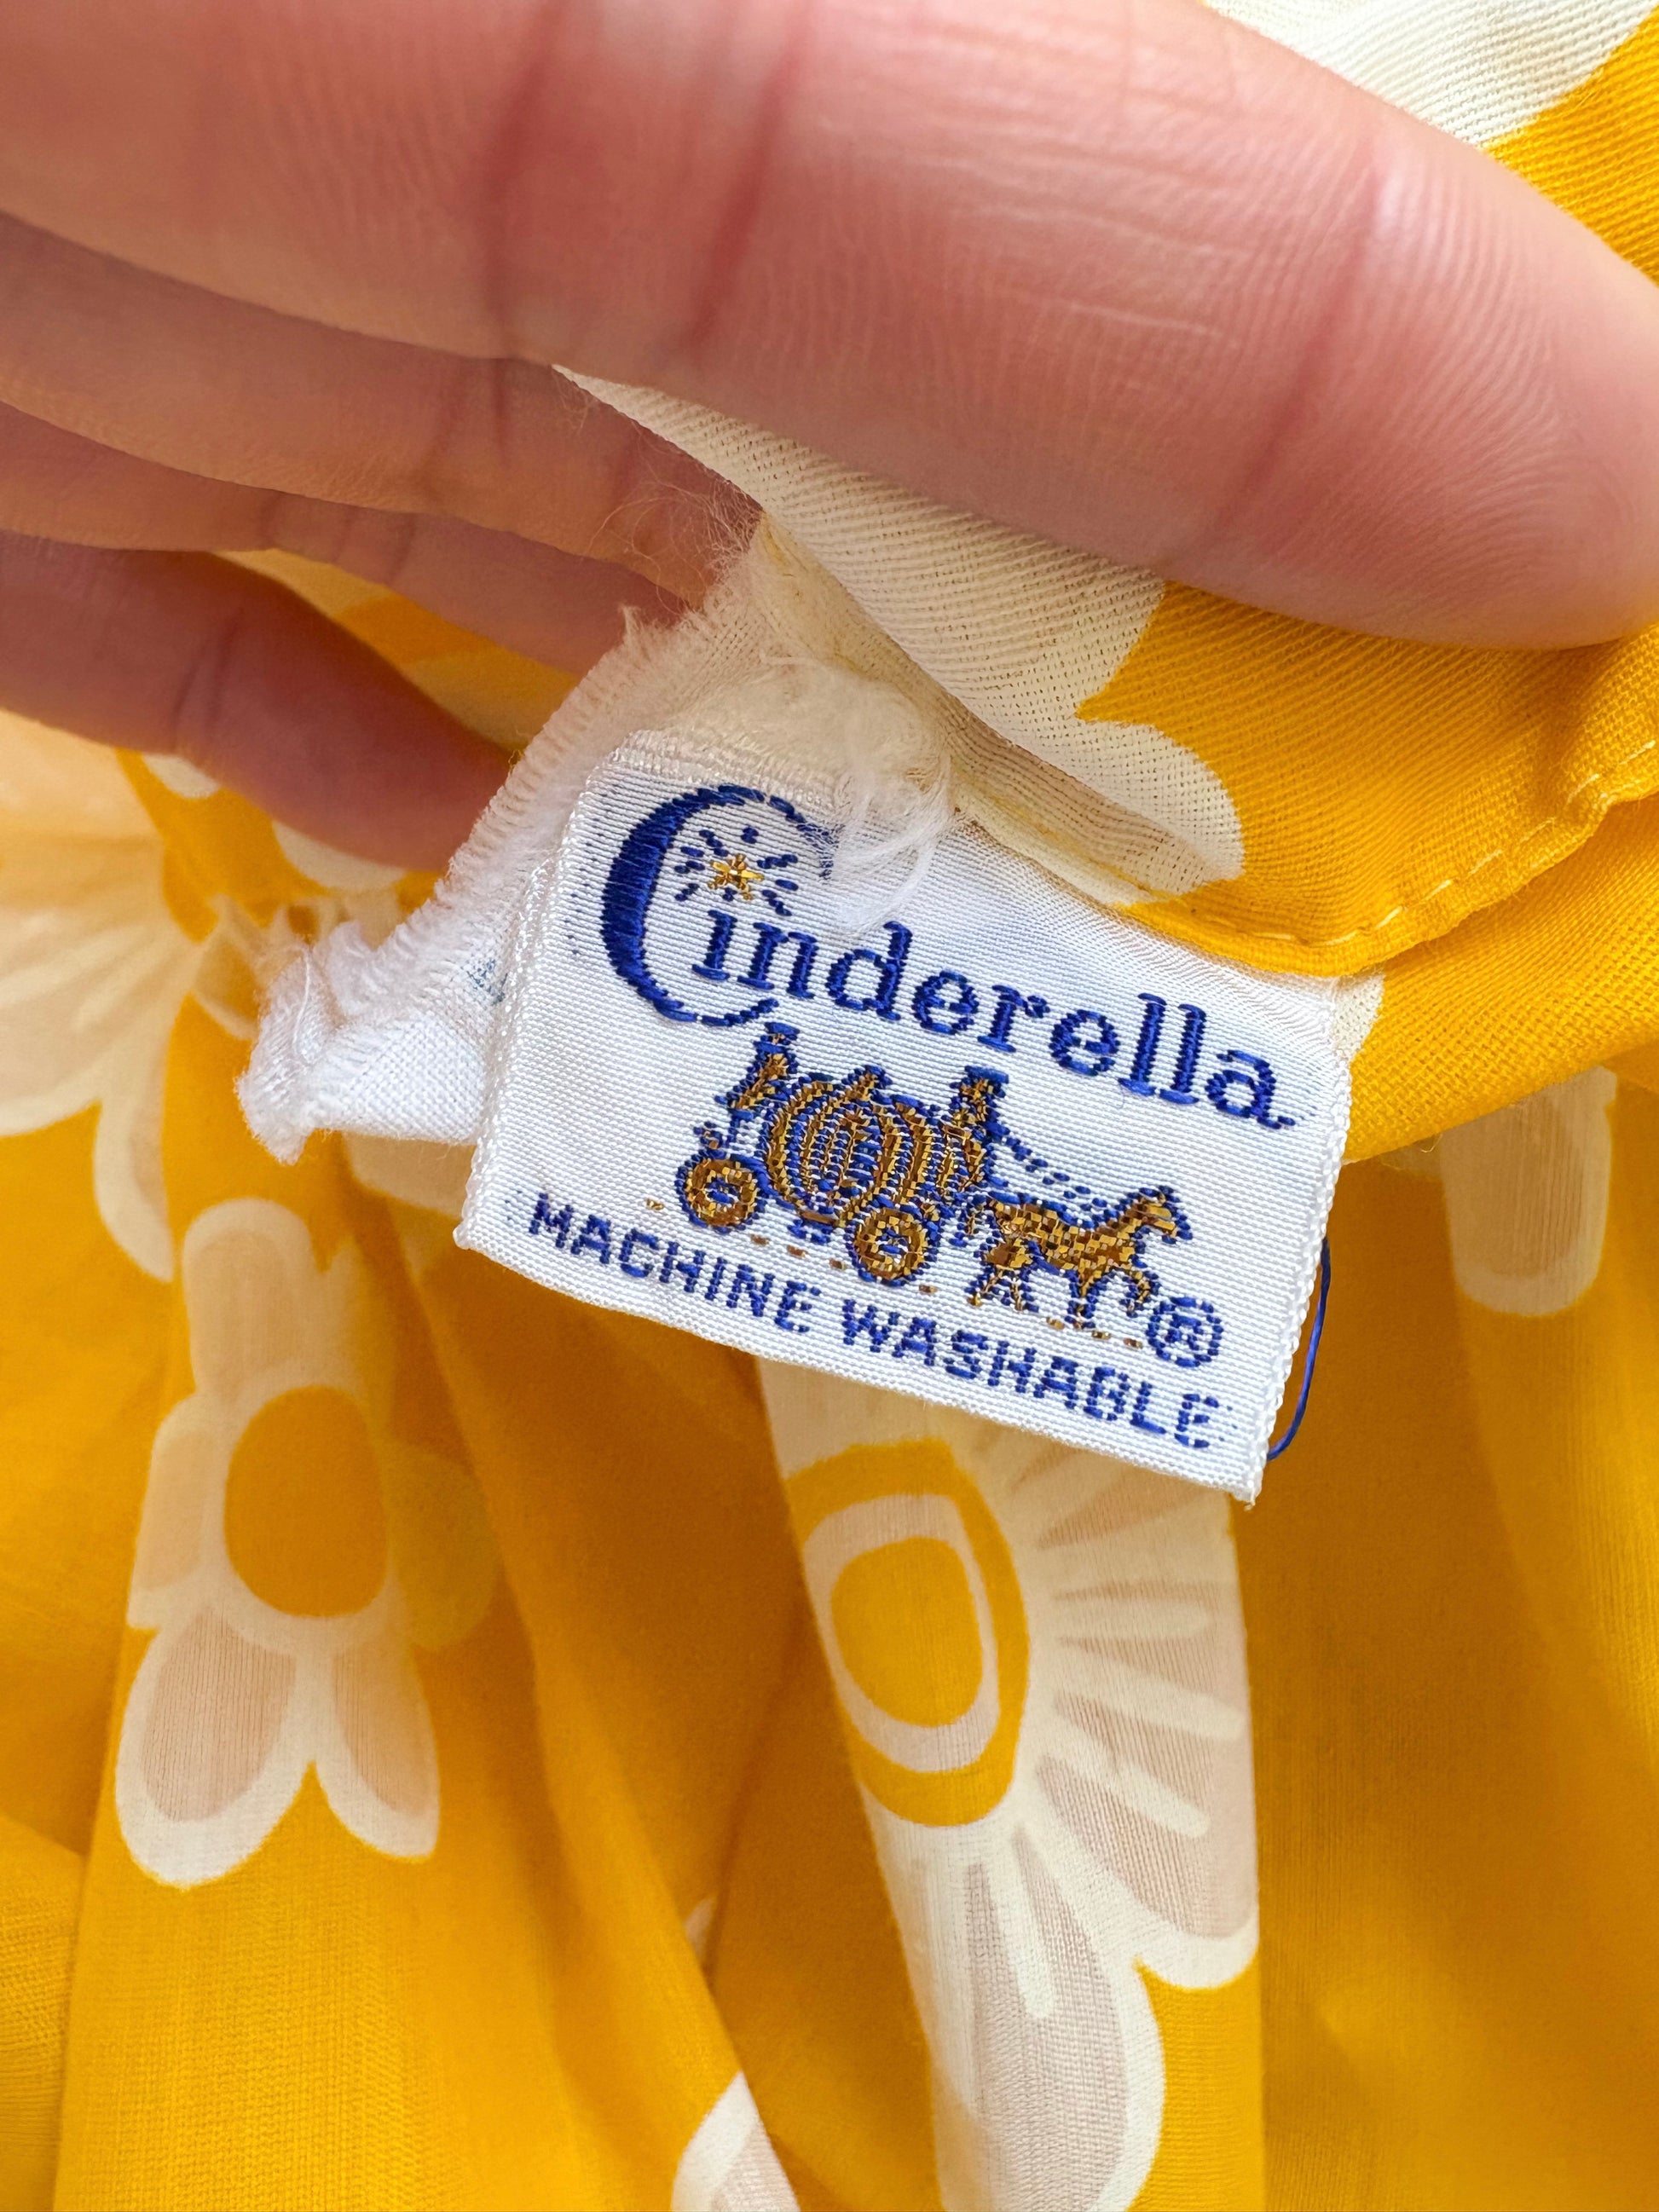 Cinderella
®
MACHINE WASHABLE